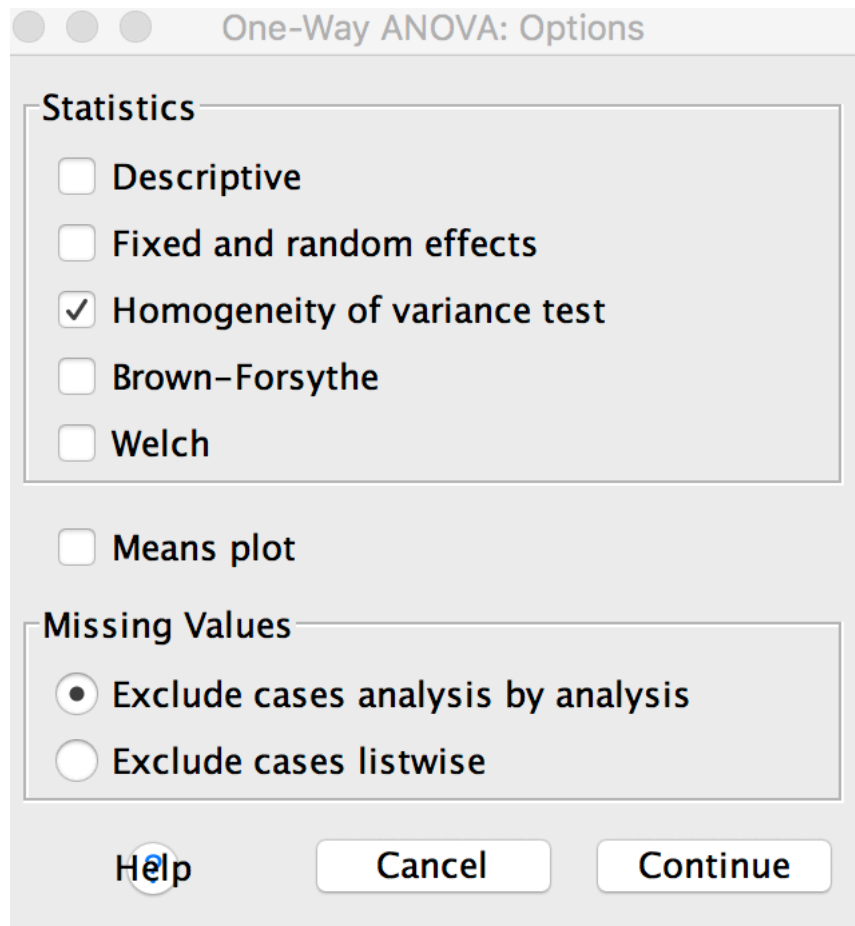 One-Way ANOVA: Options
Statistics
Descriptive
Fixed and random effects
Homogeneity of variance test
Brown-Forsythe
Welch
Means plot
Missing Values
Exclude cases analysis by analysis
Exclude cases listwise
Help ?
Cancel
Continue